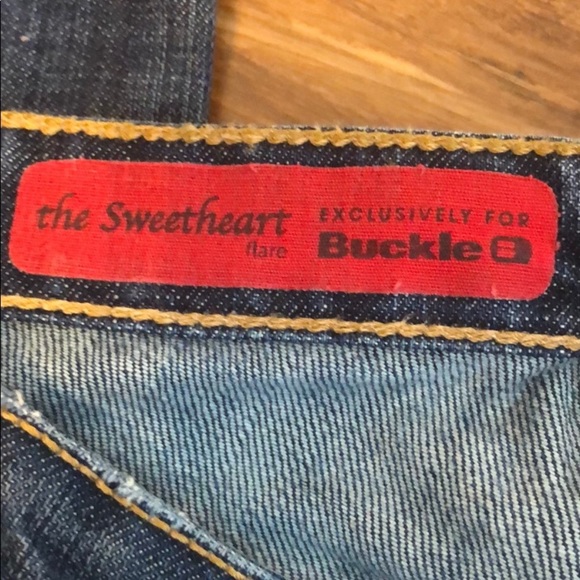 the Sweetheart
flare
EXCLUSIVELY FOR
Buckle B